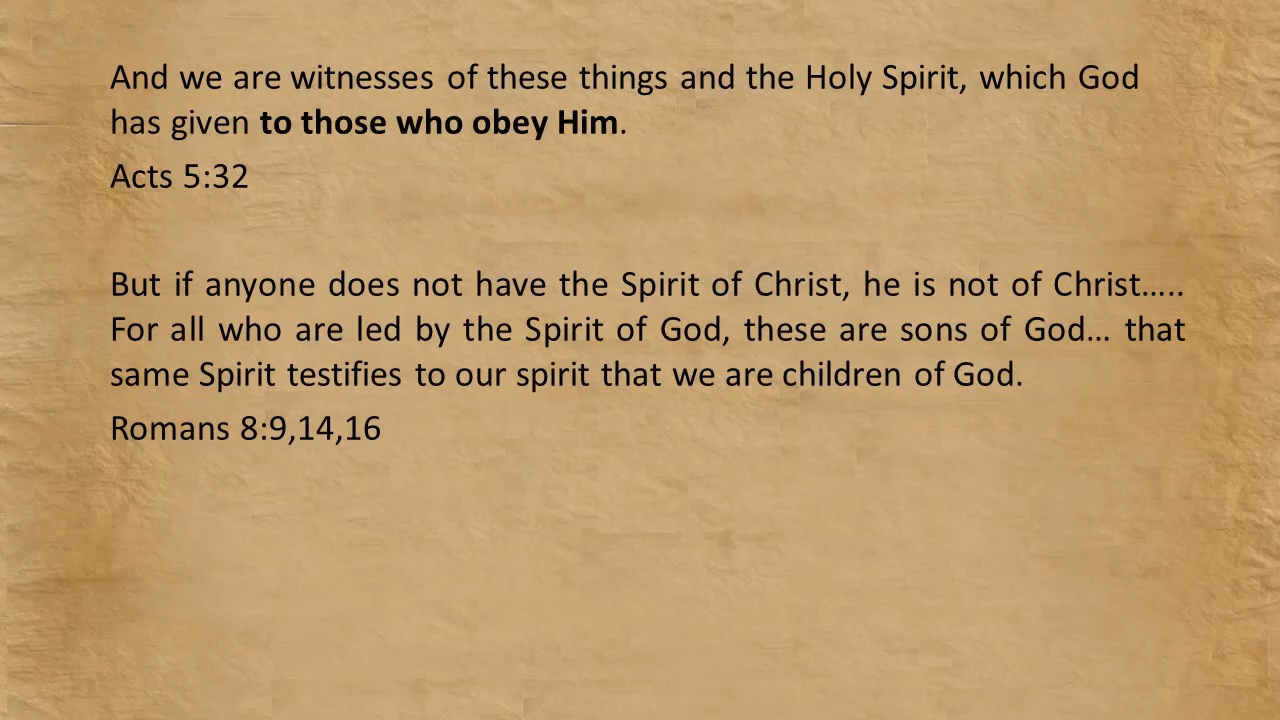 And we are witnesses of these things and the Holy Spirit, which God
has given to those who obey Him.
Acts 5:32
But if anyone does not have the Spirit of Christ, he is not of Christ.....
For all who are led by the Spirit of God, these are sons of God... that
same Spirit testifies to our spirit that we are children of God.
Romans 8:9,14,16